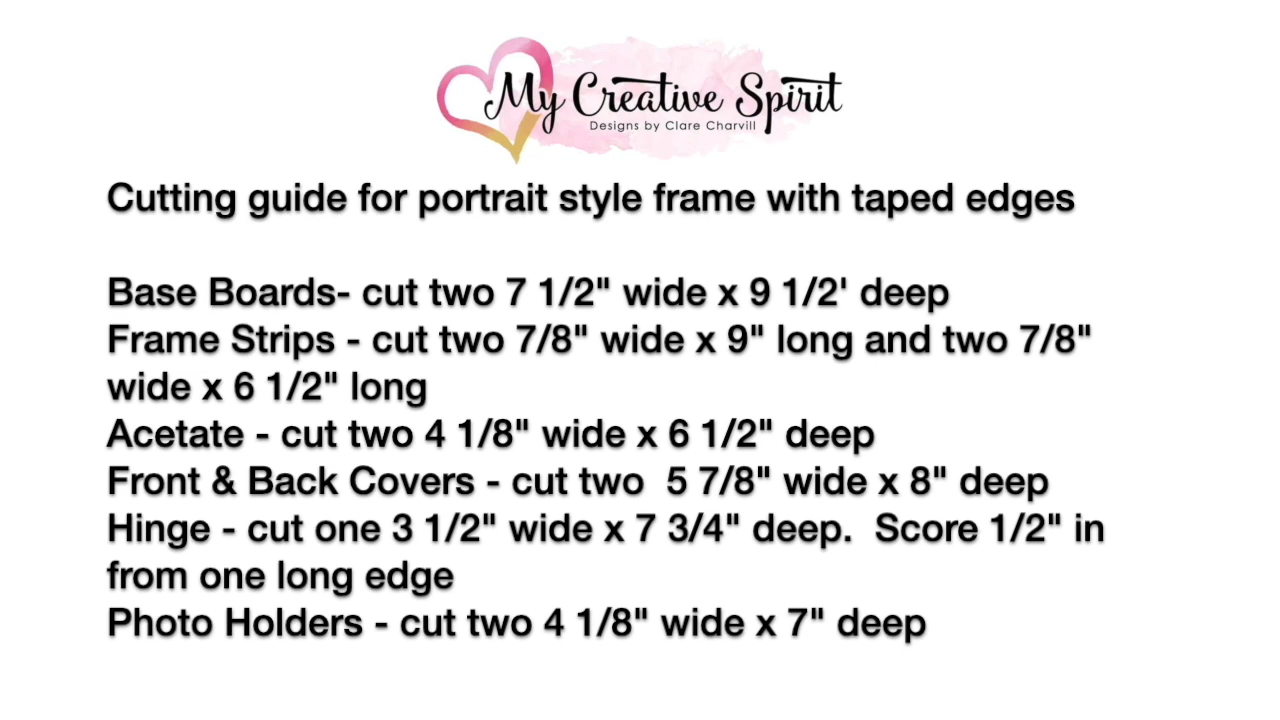 My Creative Spirit
Designs by Clare Charvill
Cutting guide for portrait style frame with taped edges
Base Boards- cut two 7 1/2" wide x 9 1/2' deep
Frame Strips - cut two 7/8" wide x 9" long and two 7/8"
wide x 6 1/2" long
Acetate - cut two 4 1/8" wide x 6 1/2" deep
Front & Back Covers - cut two  5 7/8" wide x 8" deep
Hinge - cut one 3 1/2" wide x 7 3/4" deep.  Score 1/2" in
from one long edge
Photo Holders - cut two 4 1/8" wide x 7" deep